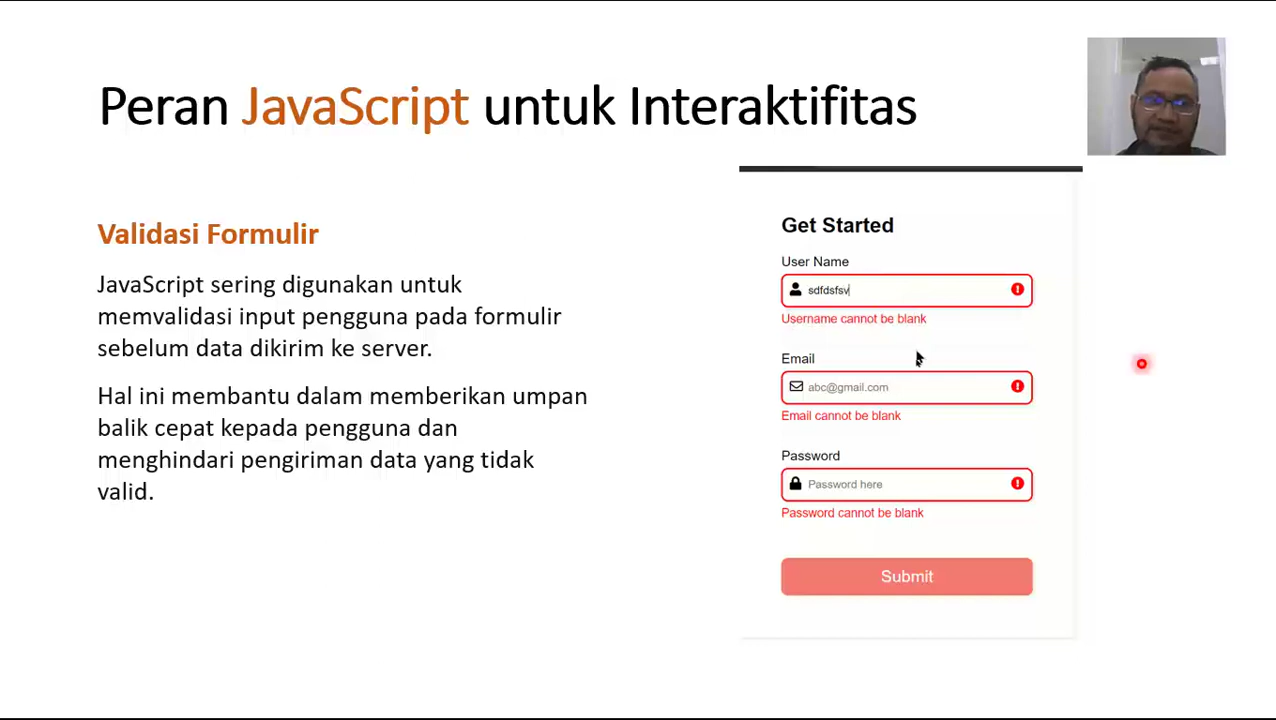 Peran JavaScript untuk Interaktifitas
Validasi Formulir
JavaScript sering digunakan untuk
memvalidasi input pengguna pada formulir
sebelum data dikirim ke server.
Hal ini membantu dalam memberikan umpan
balik cepat kepada pengguna dan
menghindari pengiriman data yang tidak
valid.
Get Started
User Name
sdfdsfsv
Username cannot be blank
Email
abc@gmail.com
Email cannot be blank
Password
Password here
Password cannot be blank
Submit